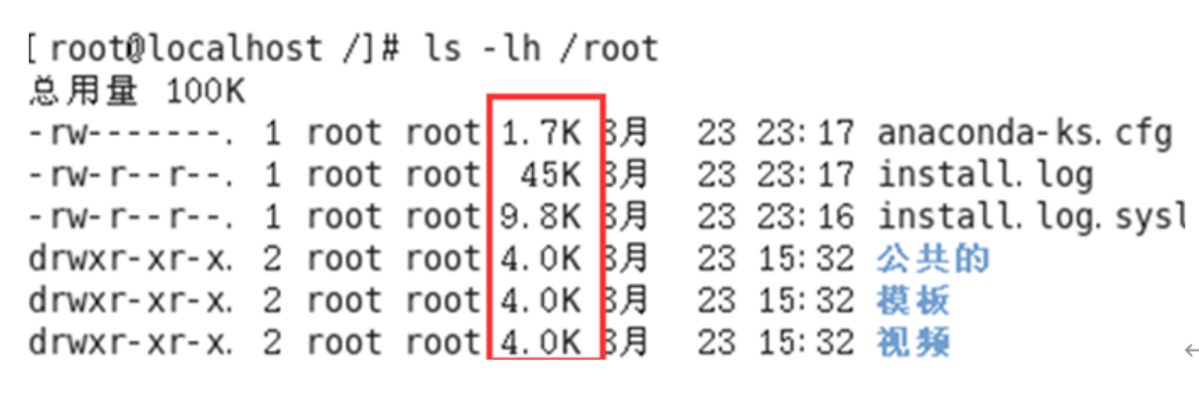 [root@localhost /]# ls -lh /root
总用量 100K
-rw-------. 1 root root 1.7K 3月 23 23:17 anaconda-ks.cfg
-rw-r--r--. 1 root root 45K 3月 23 23:17 install.log
-rw-r--r--. 1 root root 9.8K 3月 23 23:16 install.log.sysl
drwxr-xr-x. 2 root root 4.0K 3月 23 15:32 公共的
drwxr-xr-x. 2 root root 4.0K 3月 23 15:32 模板
drwxr-xr-x. 2 root root 4.0K 3月 23 15:32 视频